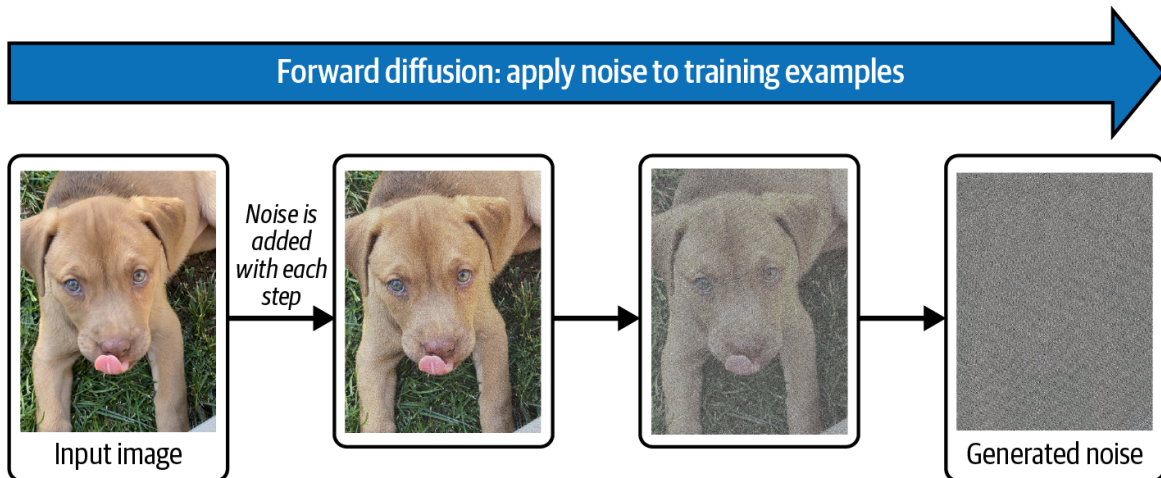 Forward diffusion: apply noise to training examples
Noise is
added
with each
step
Input image
Generated noise